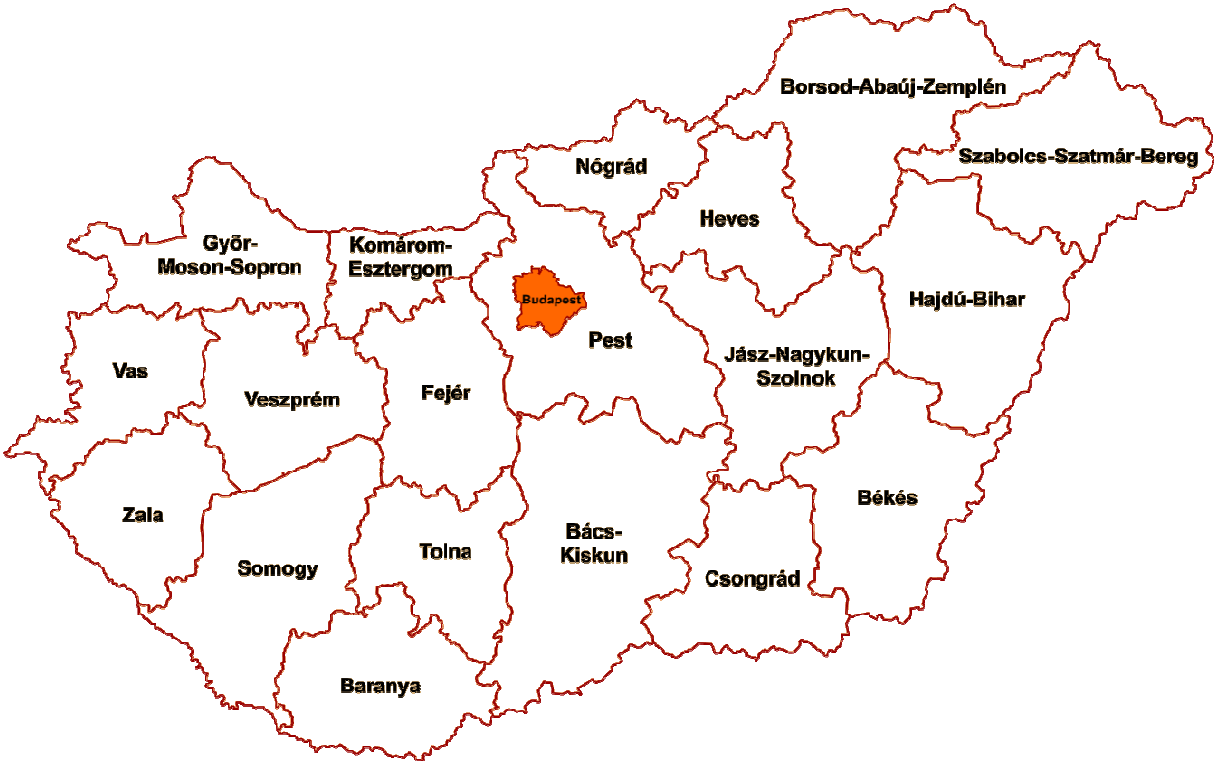 Borsod-Abaúj-Zemplén
Szabolcs-Szatmár-Bereg
Nógrád
Heves
Győr-
Moson-Sopron
Komárom-
Esztergom
Budapest
Hajdú-Bihar
Pest
Jász-Nagykun-
Szolnok
Vas
Veszprém
Fejér
Békés
Zala
Bács-
Kiskun
Tolna
Somogy
Csongrád
Baranya